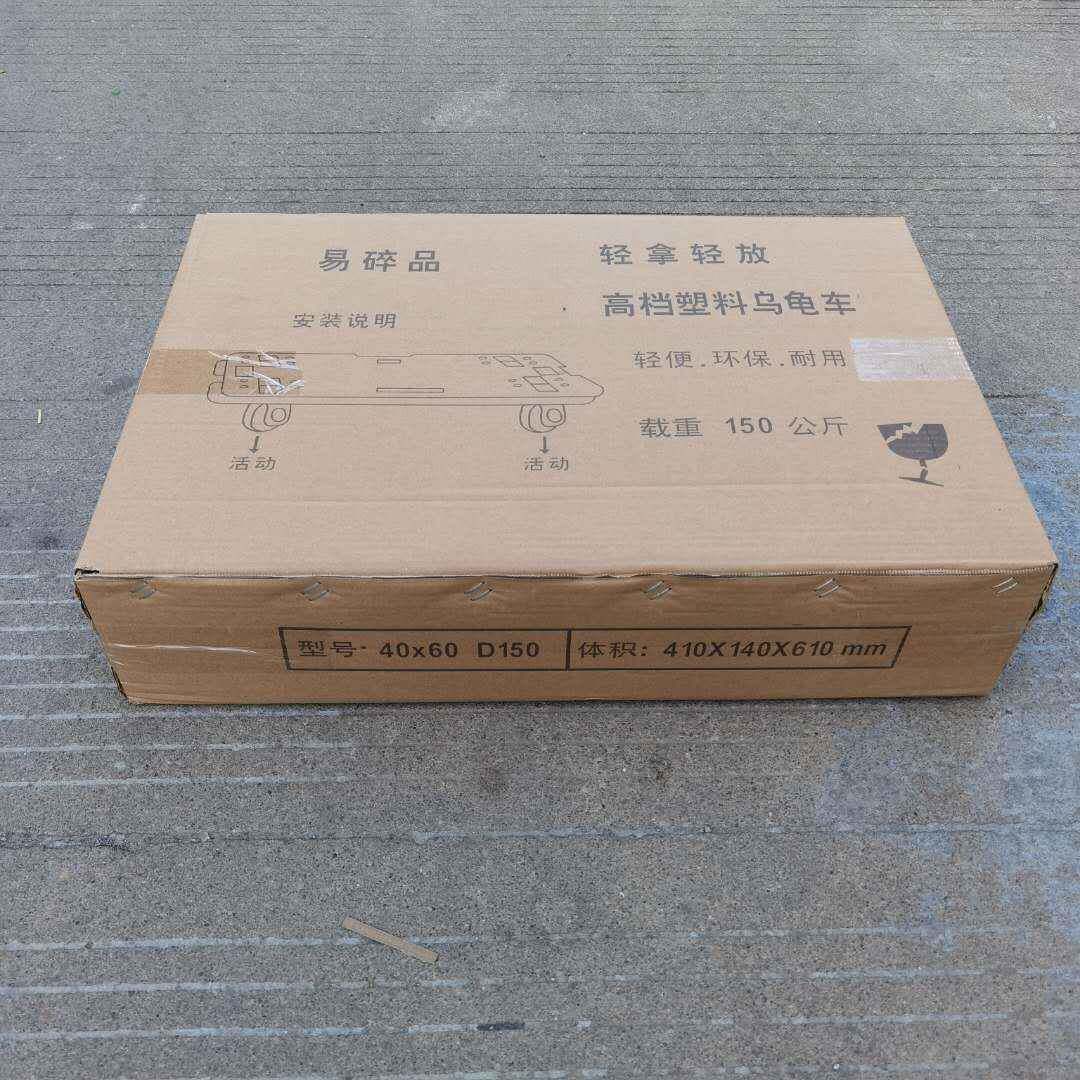 易碎品
轻拿轻放
安装说明
高档塑料乌龟车
轻便.环保.耐用
载重 150 公斤
活动 活动
型号: 40x60 D150 体积: 410X140X610 mm